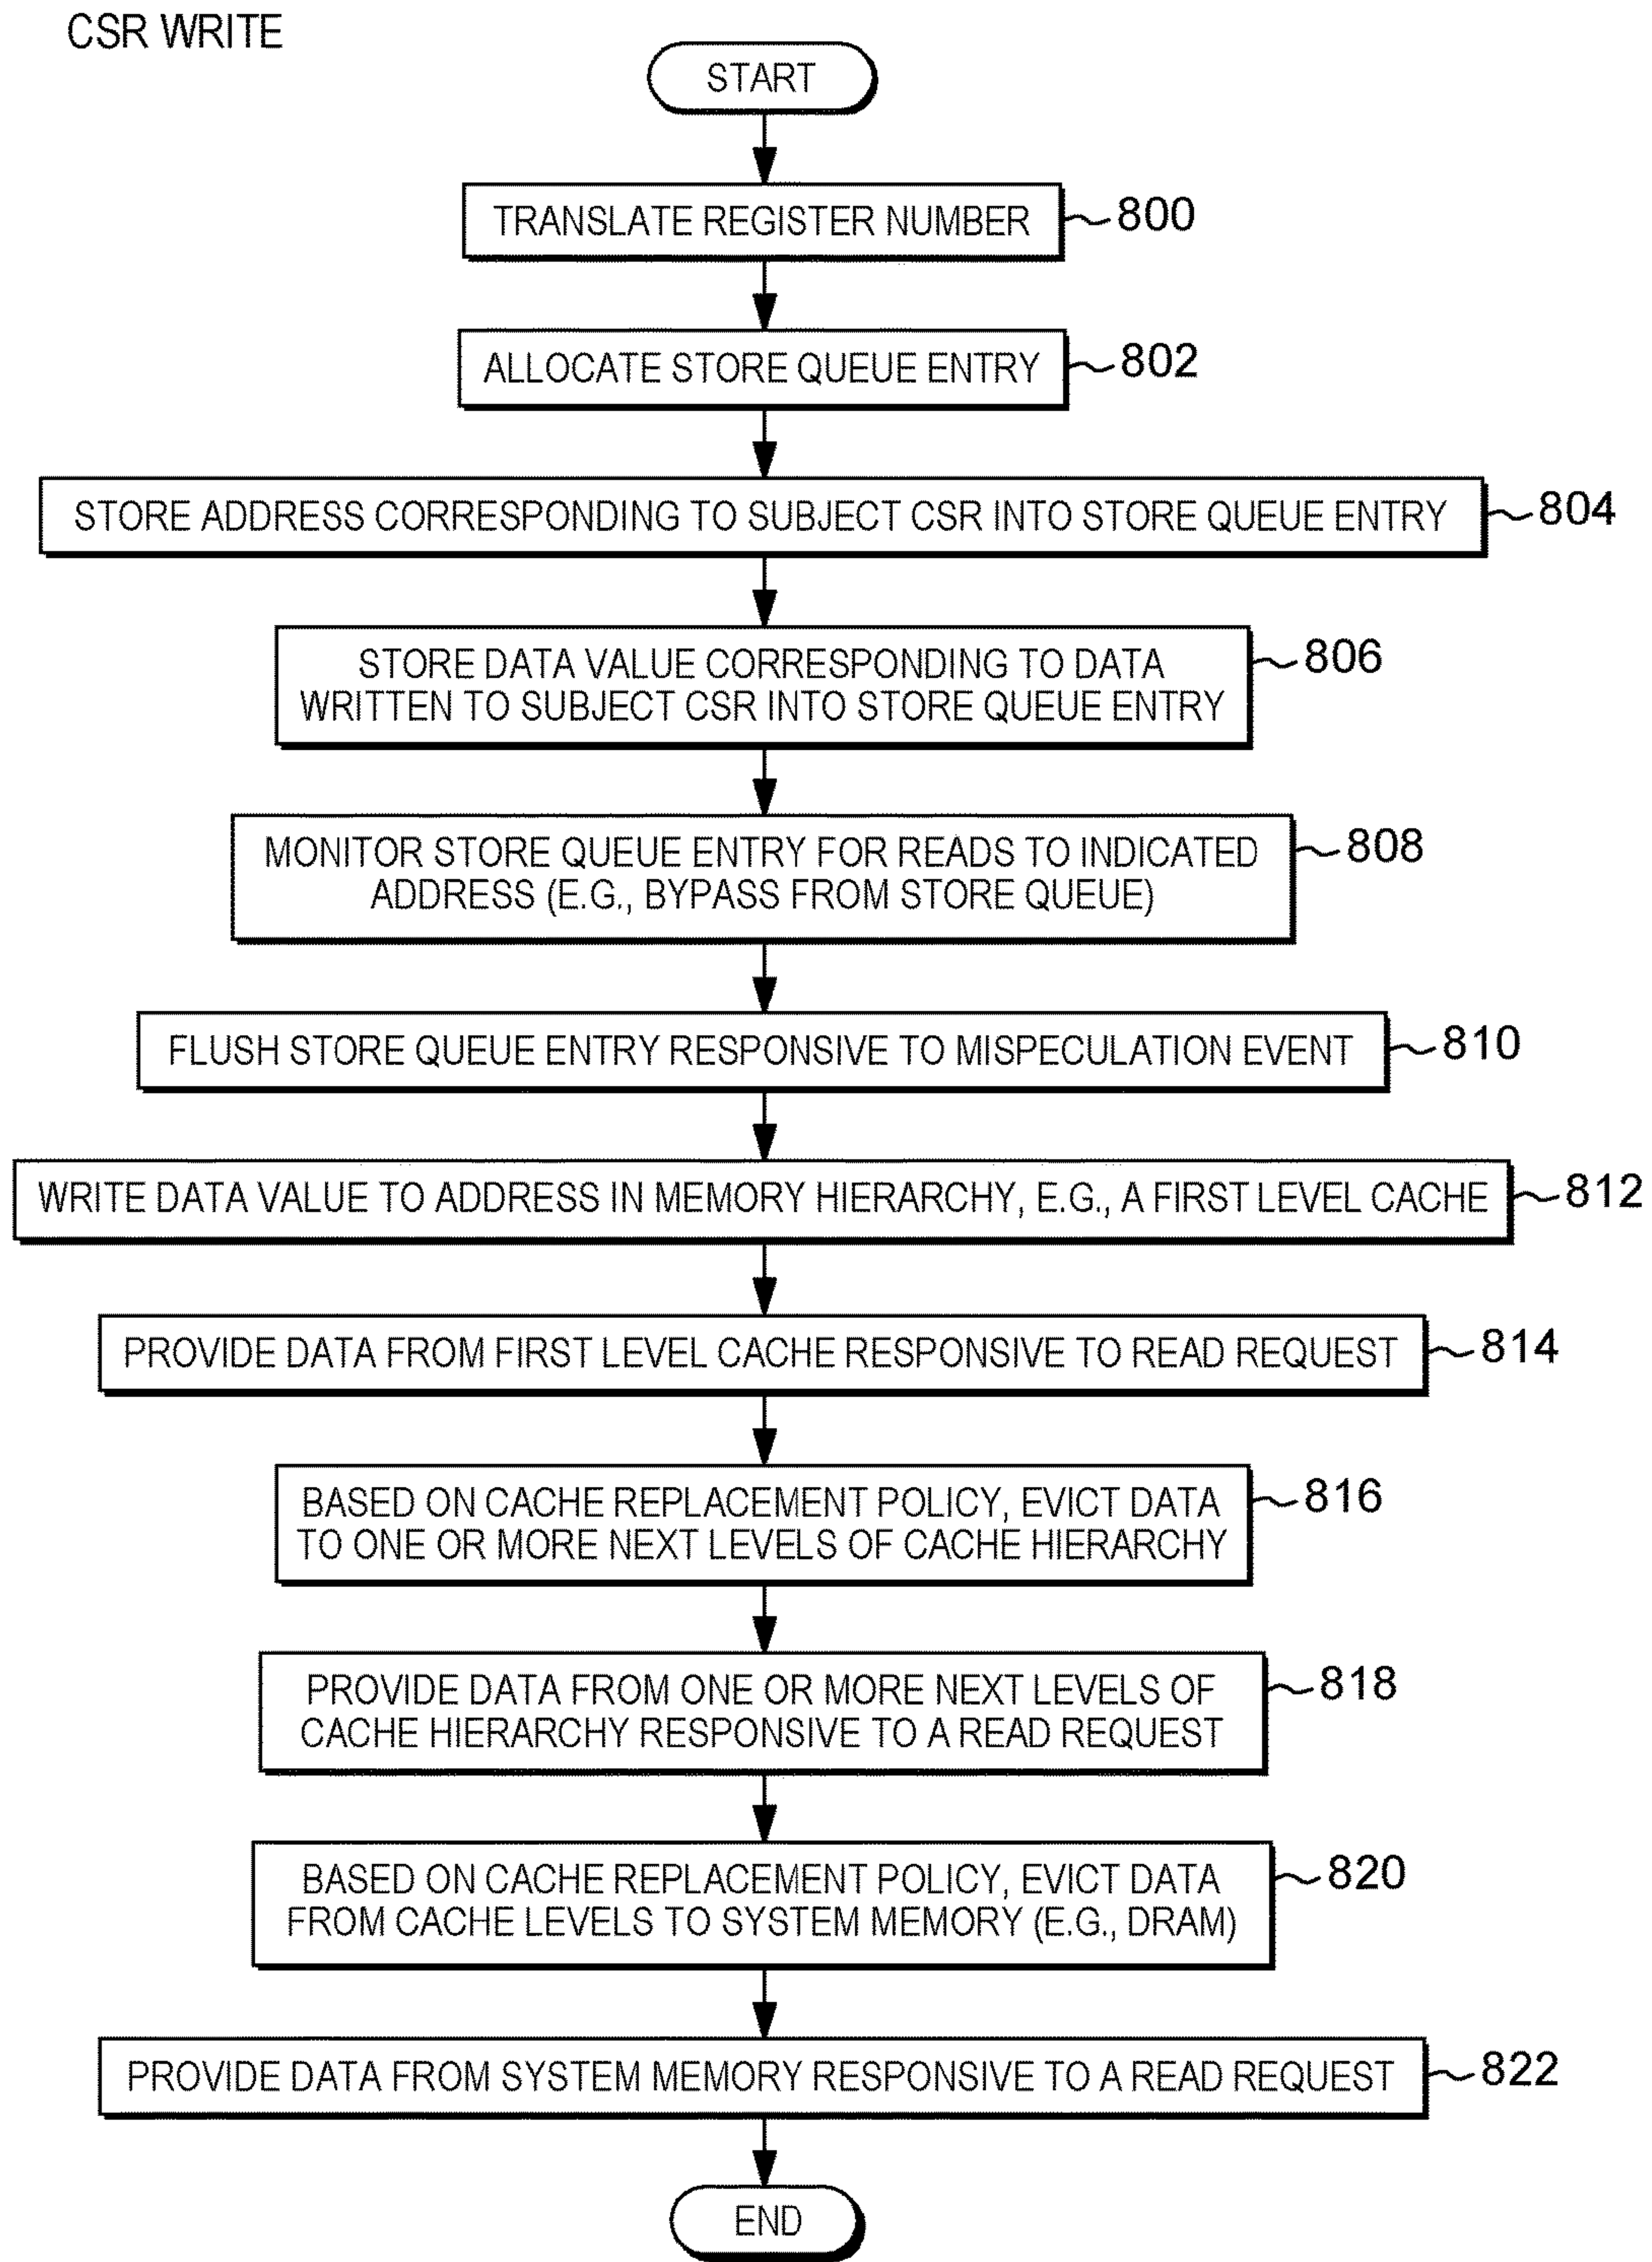 CSR WRITE
START
TRANSLATE REGISTER NUMBER
800
ALLOCATE STORE QUEUE ENTRY
802
STORE ADDRESS CORRESPONDING TO SUBJECT CSR INTO STORE QUEUE ENTRY
804
STORE DATA VALUE CORRESPONDING TO DATA
WRITTEN TO SUBJECT CSR INTO STORE QUEUE ENTRY
806
MONITOR STORE QUEUE ENTRY FOR READS TO INDICATED
ADDRESS (E.G., BYPASS FROM STORE QUEUE)
808
FLUSH STORE QUEUE ENTRY RESPONSIVE TO MISPECULATION EVENT
810
WRITE DATA VALUE TO ADDRESS IN MEMORY HIERARCHY, E.G., A FIRST LEVEL CACHE
812
PROVIDE DATA FROM FIRST LEVEL CACHE RESPONSIVE TO READ REQUEST
814
BASED ON CACHE REPLACEMENT POLICY, EVICT DATA
TO ONE OR MORE NEXT LEVELS OF CACHE HIERARCHY
816
PROVIDE DATA FROM ONE OR MORE NEXT LEVELS OF
CACHE HIERARCHY RESPONSIVE TO A READ REQUEST
818
BASED ON CACHE REPLACEMENT POLICY, EVICT DATA
FROM CACHE LEVELS TO SYSTEM MEMORY (E.G., DRAM)
820
PROVIDE DATA FROM SYSTEM MEMORY RESPONSIVE TO A READ REQUEST
822
END